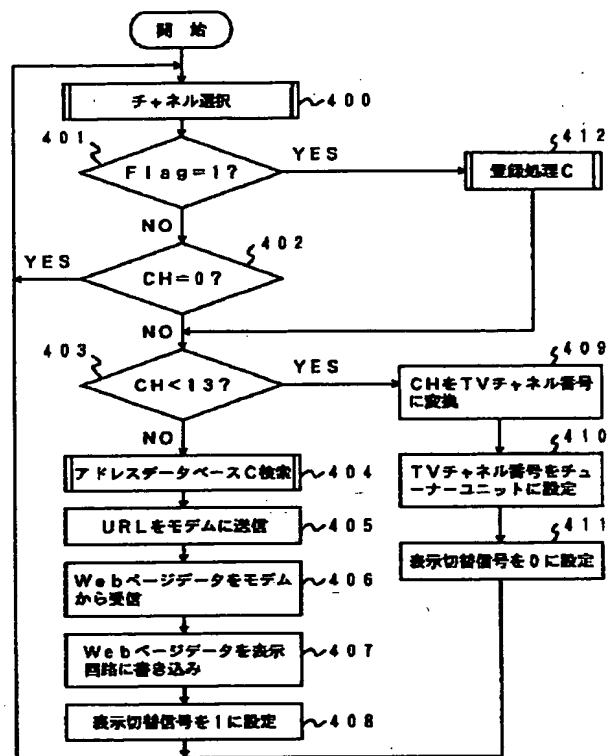 開 始
チャネル選択
400
401
Flag=1?
YES
412
登録処理C
NO
402
YES
CH=0?
NO
403
CH<13?
YES
409
CHをTVチャネル番号
に変換
NO
410
アドレスデータベースC検索
404
TVチャネル番号をチュ
ーナーユニットに設定
URLをモデムに送信
405
411
Webページデータをモデム
から受信
406
表示切替信号を0に設定
Webページデータを表示
回路に書き込み
407
表示切替信号を1に設定
408